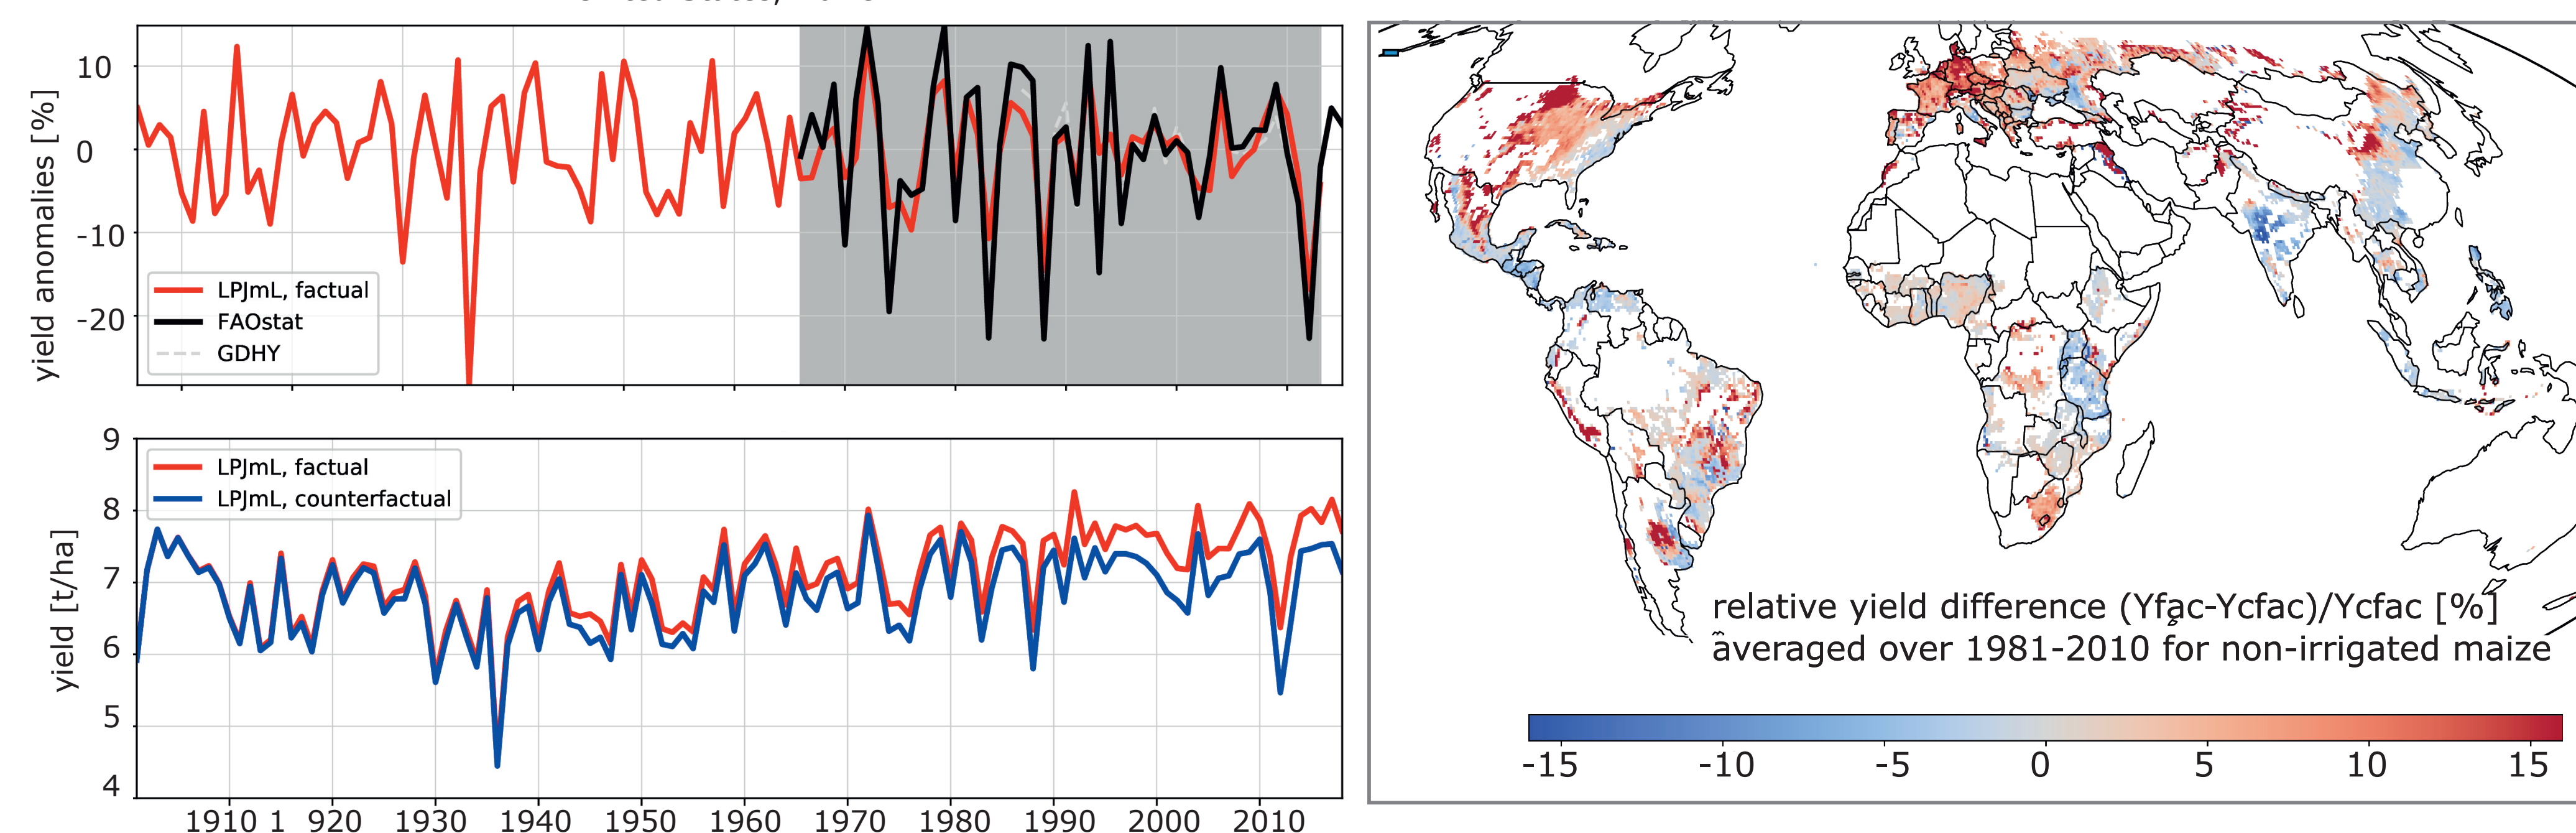 yield anomalies [%]
10
0
-10
-20
LPJmL, factual
FAOstat
GDHY
yield [t/ha]
9
8
7
6
5
4
LPJmL, factual
LPJmL, counterfactual
1910 1 920 1930 1940 1950 1960 1970 1980 1990 2000 2010
relative yield difference (Yfac-Ycfac)/Ycfac [%]
averaged over 1981-2010 for non-irrigated maize
-15 -10 -5 0 5 10 15